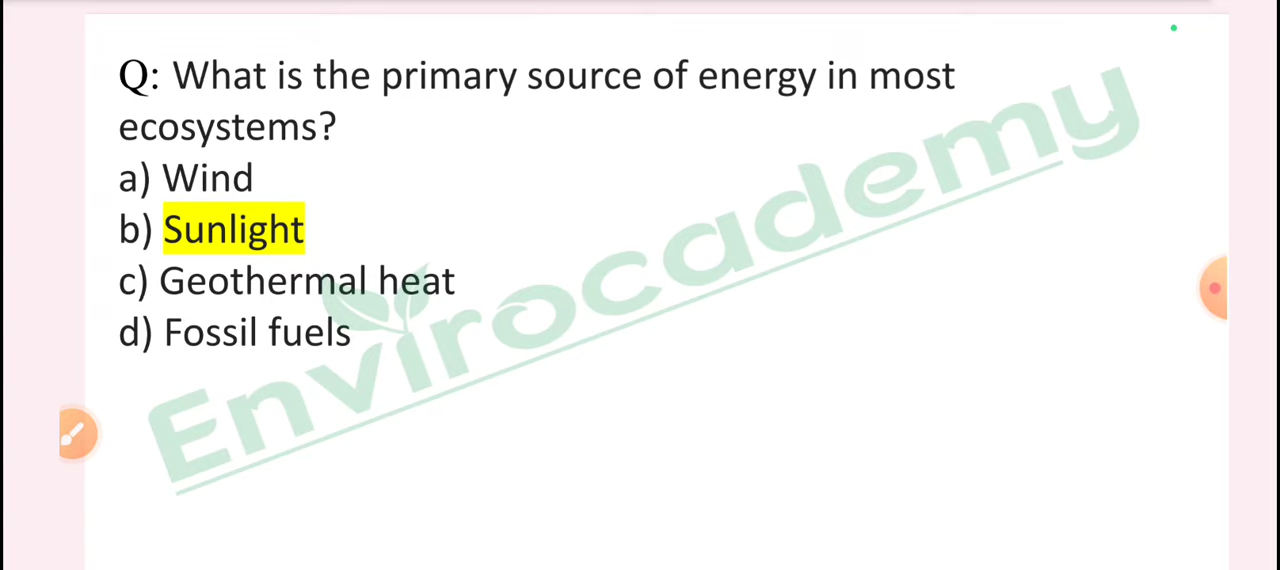 Q: What is the primary source of energy in most
ecosystems?
a) Wind
b) Sunlight
c) Geothermal heat
d) Fossil fuels
Envirocademy